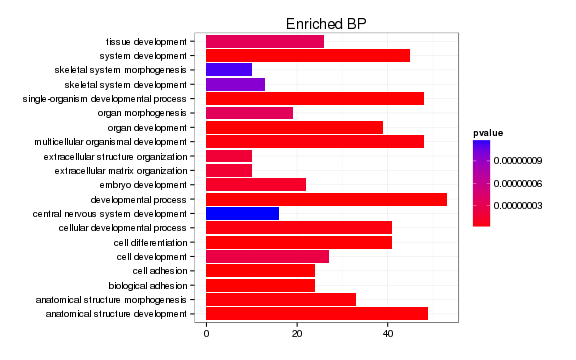 Enriched BP
tissue development
system development
skeletal system morphogenesis
skeletal system development
single-organism developmental process
organ morphogenesis
organ development
multicellular organismal development
extracellular structure organization
extracellular matrix organization
embryo development
developmental process
central nervous system development
cellular developmental process
cell differentiation
cell development
cell adhesion
biological adhesion
anatomical structure morphogenesis
anatomical structure development
0 20 40
pvalue
0.00000009
0.00000006
0.00000003